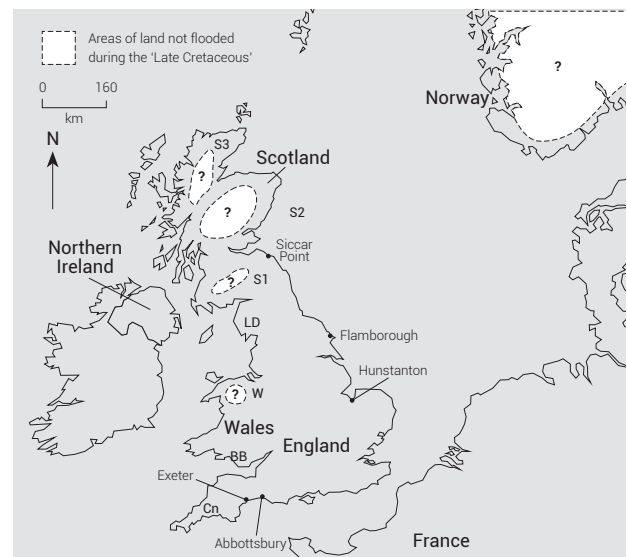 Areas of land not flooded
during the ‘Late Cretaceous’
0
160
km
N
?
Norway
S3
?
Scotland
?
S2
Northern
Ireland
Siccar
Point
?
S1
LD
Flamborough
Hunstanton
?
W
Wales
England
BB
Exeter
Cn
Abbottsbury
France